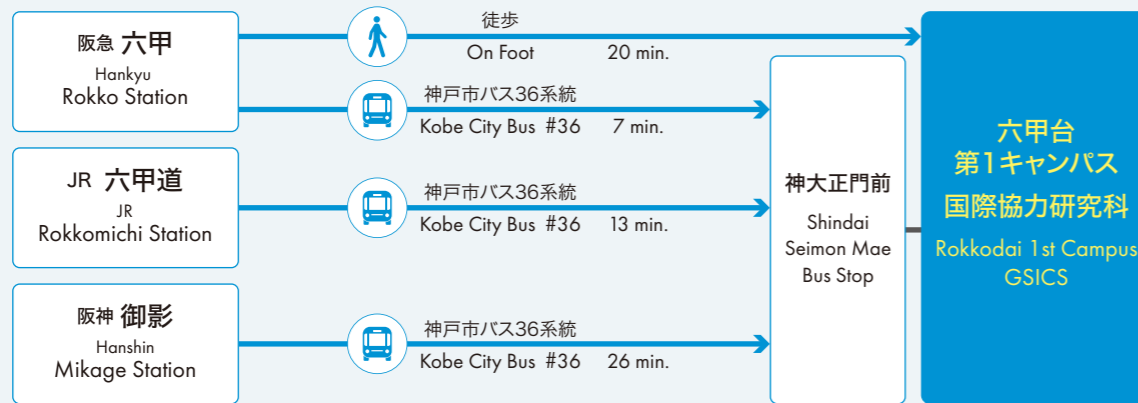 阪急 六甲
Hankyu
Rokko Station
徒歩
On Foot 20 min.
神戸市バス36系統
Kobe City Bus #36 7 min.
JR 六甲道
JR
Rokkomichi Station
神戸市バス36系統
Kobe City Bus #36 13 min.
阪神 御影
Hanshin
Mikage Station
神戸市バス36系統
Kobe City Bus #36 26 min.
神大正門前
Shindai
Seimon Mae
Bus Stop
六甲台
第1キャンパス
国際協力研究科
Rokkodai 1st Campus
GSICS